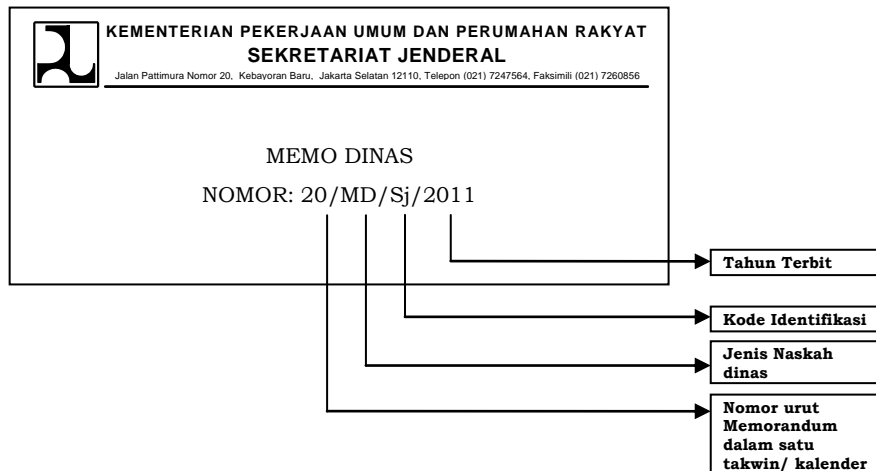 KEMENTERIAN PEKERJAAN UMUM DAN PERUMAHAN RAKYAT
SEKRETARIAT JENDERAL
Jalan Pattimura Nomor 20, Kebayoran Baru, Jakarta Selatan 12110, Telepon (021) 7247564, Faksimili (021) 7260856
MEMO DINAS
NOMOR: 20/MD/Sj/2011
Tahun Terbit
Kode Identifikasi
Jenis Naskah
dinas
Nomor urut
Memorandum
dalam satu
takwin/ kalender